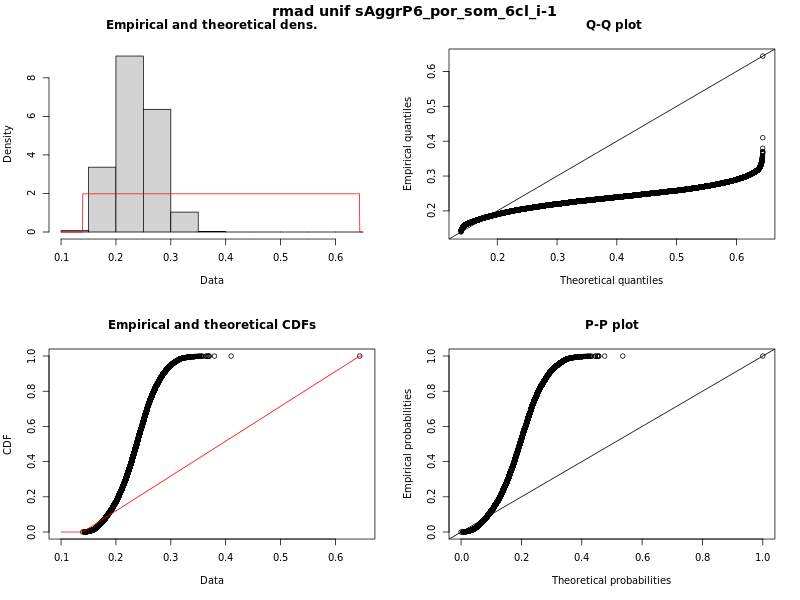 rmad unif sAggrP6_por_som_6cl_i-1
Empirical and theoretical dens.
Density
0 2 4 6 8
0.1 0.2 0.3 0.4 0.5 0.6
Data
Q-Q plot
Empirical quantiles
0.2 0.3 0.4 0.5 0.6
0.2 0.3 0.4 0.5 0.6
Theoretical quantiles
Empirical and theoretical CDFs
CDF
0.0 0.2 0.4 0.6 0.8 1.0
0.1 0.2 0.3 0.4 0.5 0.6
Data
P-P plot
Empirical probabilities
0.0 0.2 0.4 0.6 0.8 1.0
0.0 0.2 0.4 0.6 0.8 1.0
Theoretical probabilities